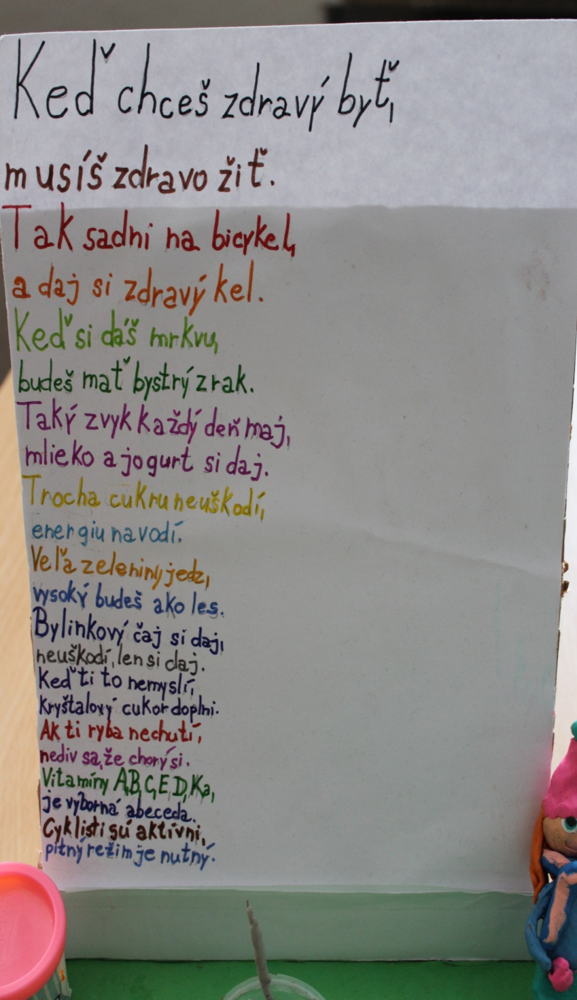 Keď chceš zdravý byť,
musíš zdravo žiť.
Tak sadni na bicykel,
a daj si zdravý kel.
Keď si dáš mrkvu,
budeš mať bystrý zrak.
Taký zvyk každý deň maj,
mlieko a jogurt si daj.
Trocha cukru neuškodí,
energiu navodí.
Veľa zeleniny jedz,
vysoký budeš ako les.
Bylinkový čaj si daj,
neuškodí, len si daj.
Keď ti to nemyslí,
Kryštalový cukor doplni.
Ak ti ryba nechutí,
nediv sa, že chorý si.
Vitamíny A,B,C,E,D,Ka,
je výborná abeceda.
Cyklisti sú aktívni,
pitný režim je nutný.